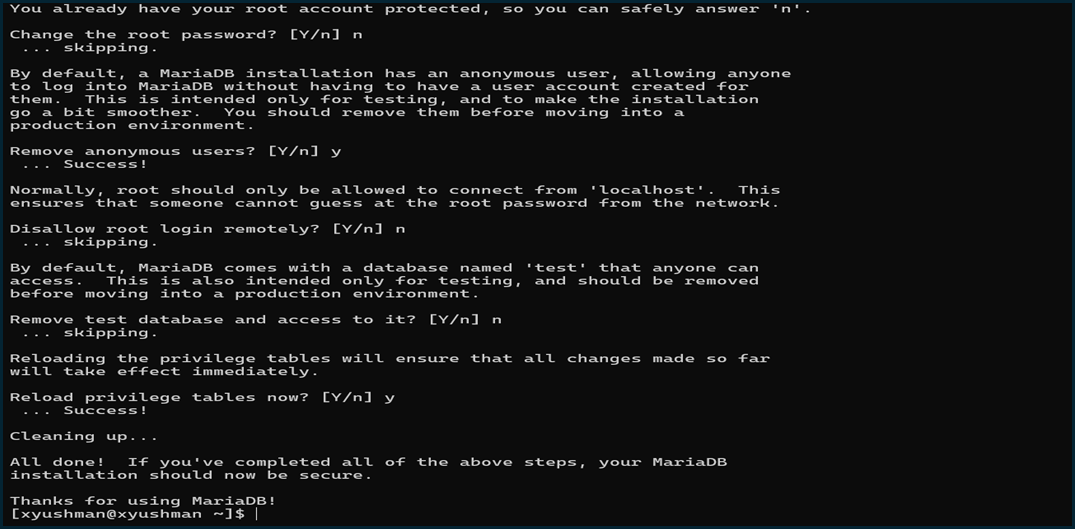 You already have your root account protected, so you can safely answer 'n'.
Change the root password? [Y/n] n
 ... skipping.
By default, a MariaDB installation has an anonymous user, allowing anyone
to log into MariaDB without having to have a user account created for
them.  This is intended only for testing, and to make the installation
go a bit smoother.  You should remove them before moving into a
production environment.
Remove anonymous users? [Y/n] y
 ... Success!
Normally, root should only be allowed to connect from 'localhost'.  This
ensures that someone cannot guess at the root password from the network.
Disallow root login remotely? [Y/n] n
 ... skipping.
By default, MariaDB comes with a database named 'test' that anyone can
access.  This is also intended only for testing, and should be removed
before moving into a production environment.
Remove test database and access to it? [Y/n] n
 ... skipping.
Reloading the privilege tables will ensure that all changes made so far
will take effect immediately.
Reload privilege tables now? [Y/n] y
 ... Success!
Cleaning up...
All done!  If you've completed all of the above steps, your MariaDB
installation should now be secure.
Thanks for using MariaDB!
[xyushman@xyushman ~]$